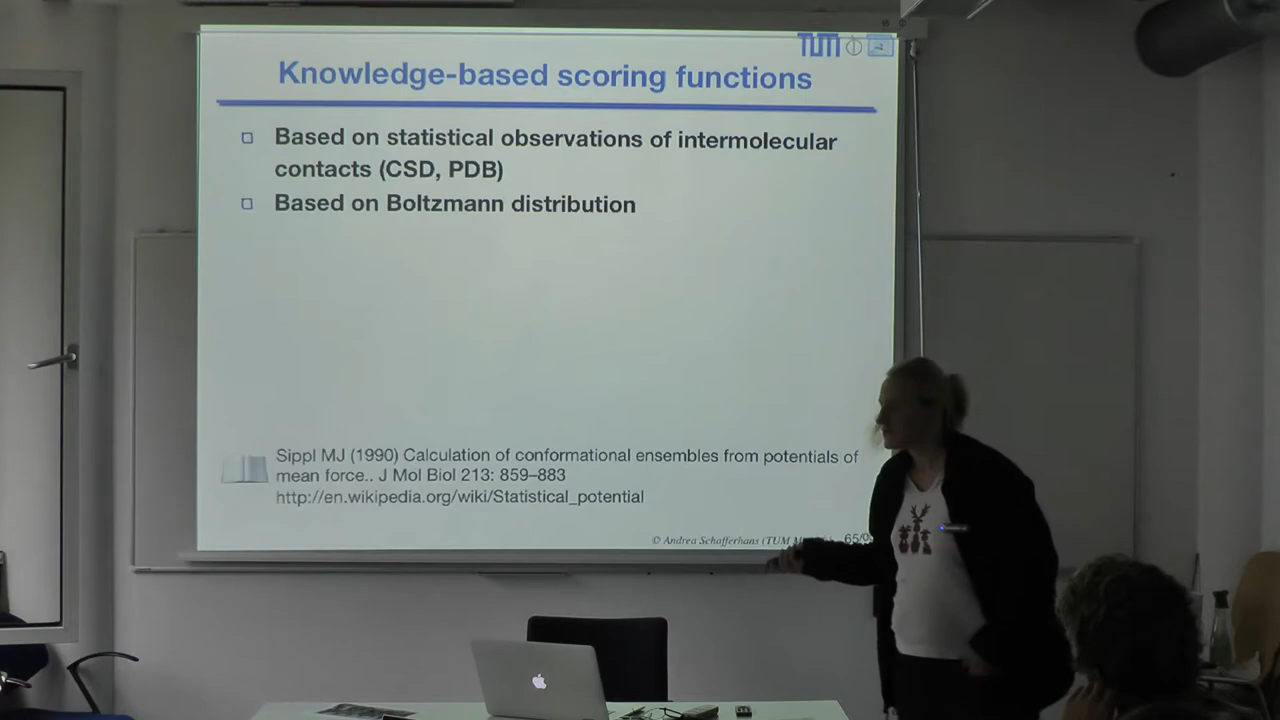 TUM
Knowledge-based scoring functions
Based on statistical observations of intermolecular
contacts (CSD, PDB)
Based on Boltzmann distribution
Sippl MJ (1990) Calculation of conformational ensembles from potentials of
mean force.. J Mol Biol 213: 859–883
http://en.wikipedia.org/wiki/Statistical_potential
© Andrea Schafferhans (TUM